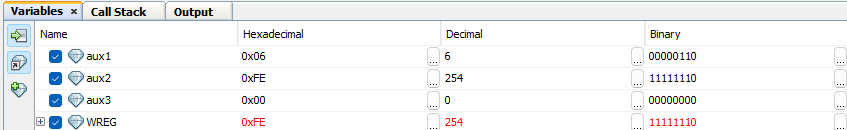 Variables × Call Stack Output
Name Hexadecimal Decimal Binary
aux1 0x06 ... 6 ... 00000110 ...
aux2 0xFE ... 254 ... 11111110 ...
aux3 0x00 ... 0 ... 00000000 ...
WREG 0xFE ... 254 ... 11111110 ...